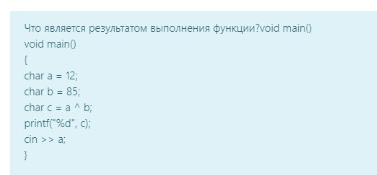 Что является результатом выполнения функции?void main()
void main()
{
char a = 12;
char b = 85;
char c = a ^ b;
printf("%d", c);
cin >> a;
}